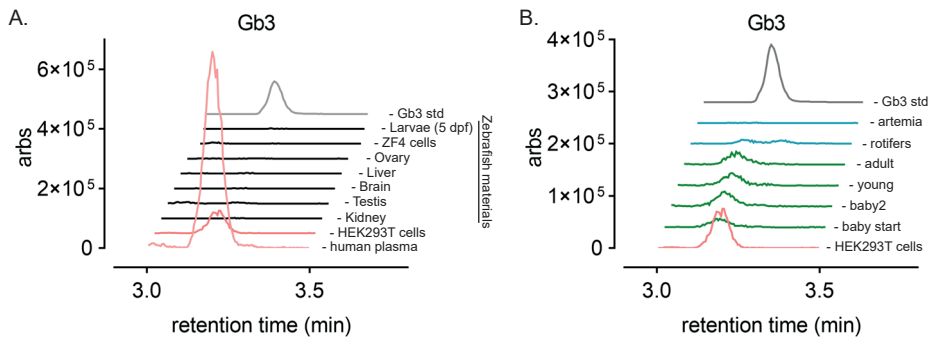 A.
Gb3
6×10⁵
4×10⁵
2×10⁵
0
arbs
- Gb3 std
- Larvae (5 dpf)
- ZF4 cells
- Ovary
- Liver
- Brain
- Testis
- Kidney
- HEK293T cells
- human plasma
Zebrafish materials
3.0 3.5
retention time (min)
B.
Gb3
4×10⁵
3×10⁵
2×10⁵
1×10⁵
0
arbs
- Gb3 std
- artemia
- rotifers
- adult
- young
- baby2
- baby start
- HEK293T cells
3.0 3.5
retention time (min)